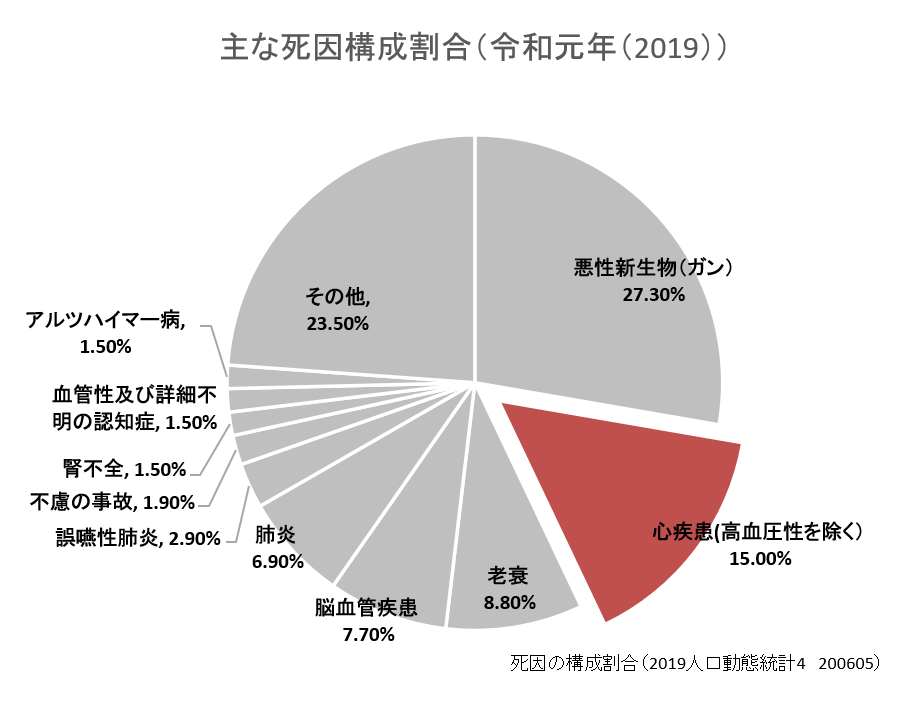 主な死因構成割合（令和元年（2019））
悪性新生物（ガン）
27.30%
心疾患(高血圧性を除く）
15.00%
老衰
8.80%
脳血管疾患
7.70%
肺炎
6.90%
誤嚥性肺炎, 2.90%
不慮の事故, 1.90%
腎不全, 1.50%
血管性及び詳細不
明の認知症, 1.50%
アルツハイマー病,
1.50%
その他,
23.50%
死因の構成割合（2019人口動態統計4　200605）